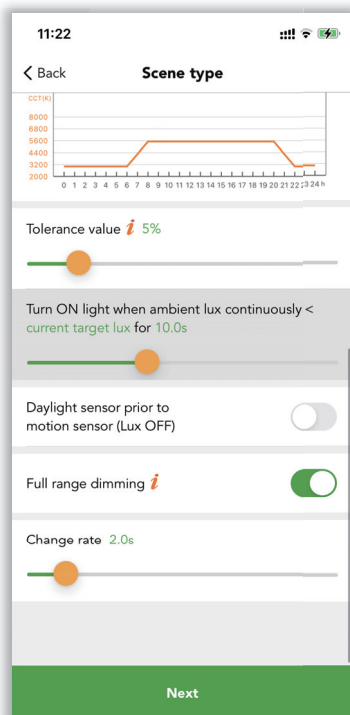 11:22
Back
Scene type
CCT(K)
8000
6800
5600
4400
3200
2000
0 1 2 3 4 5 6 7 8 9 10 11 12 13 14 15 16 17 18 19 20 21 22 23 24 h
Tolerance value i 5%
Turn ON light when ambient lux continuously <
current target lux for 10.0s
Daylight sensor prior to
motion sensor (Lux OFF)
Full range dimming i
Change rate 2.0s
Next